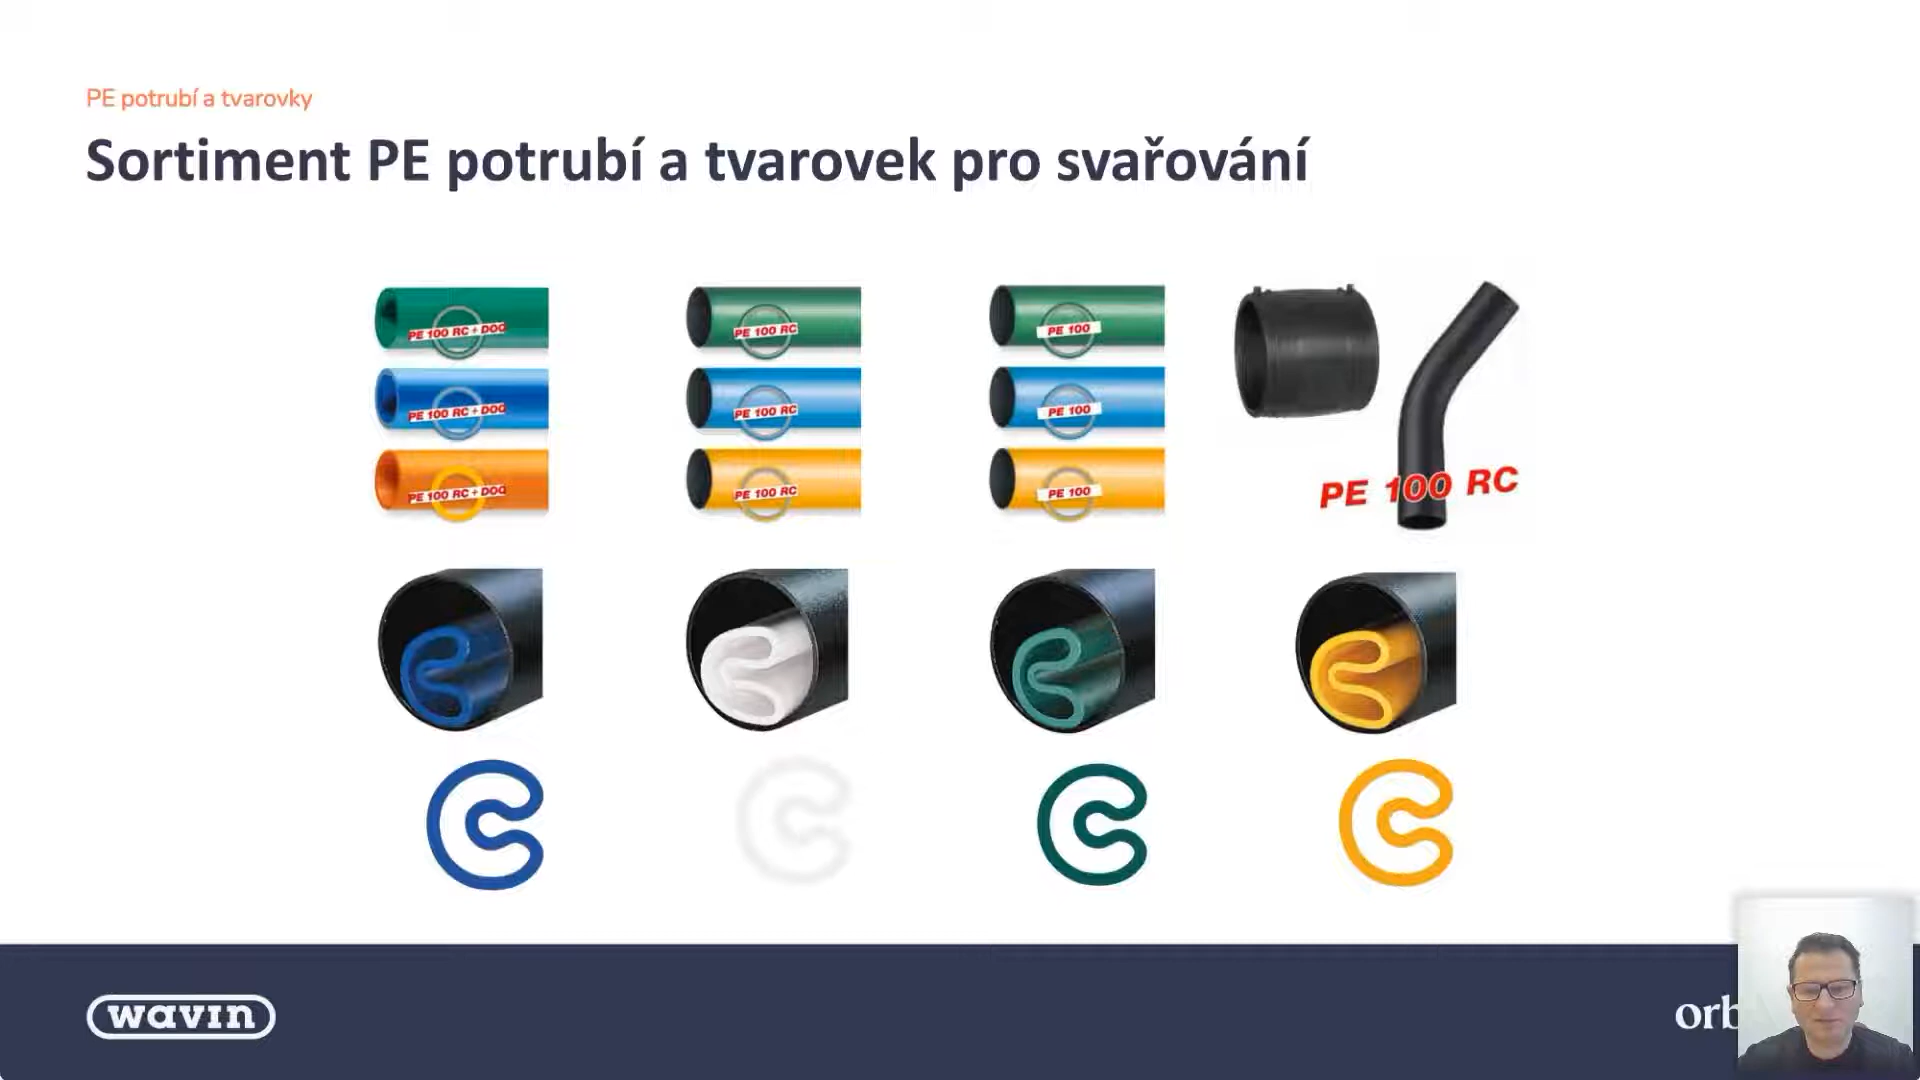 PE potrubí a tvarovky
Sortiment PE potrubí a tvarovek pro svařování
PE 100 RC + DOQ
PE 100 RC
PE 100
PE 100 RC + DOQ
PE 100 RC
PE 100
PE 100 RC + DOQ
PE 100 RC
PE 100
PE 100 RC
wavin
orb